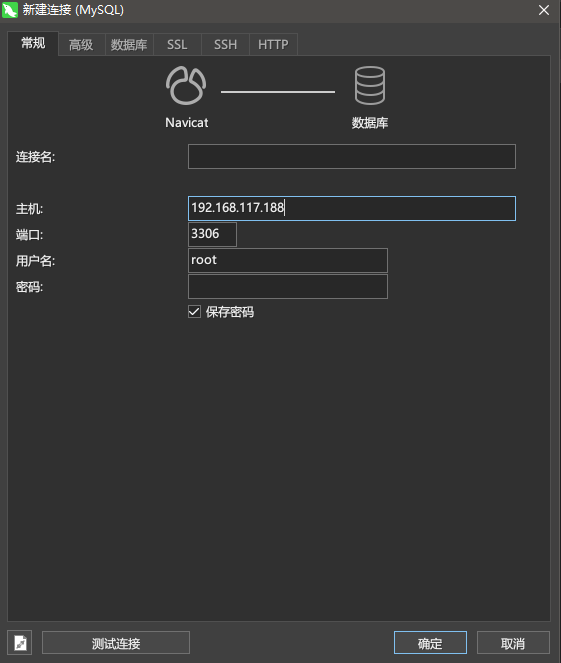 新建连接 (MySQL)
常规 高级 数据库 SSL SSH HTTP
Navicat 数据库
连接名:
主机: 192.168.117.188
端口: 3306
用户名: root
密码:
保存密码
测试连接 确定 取消